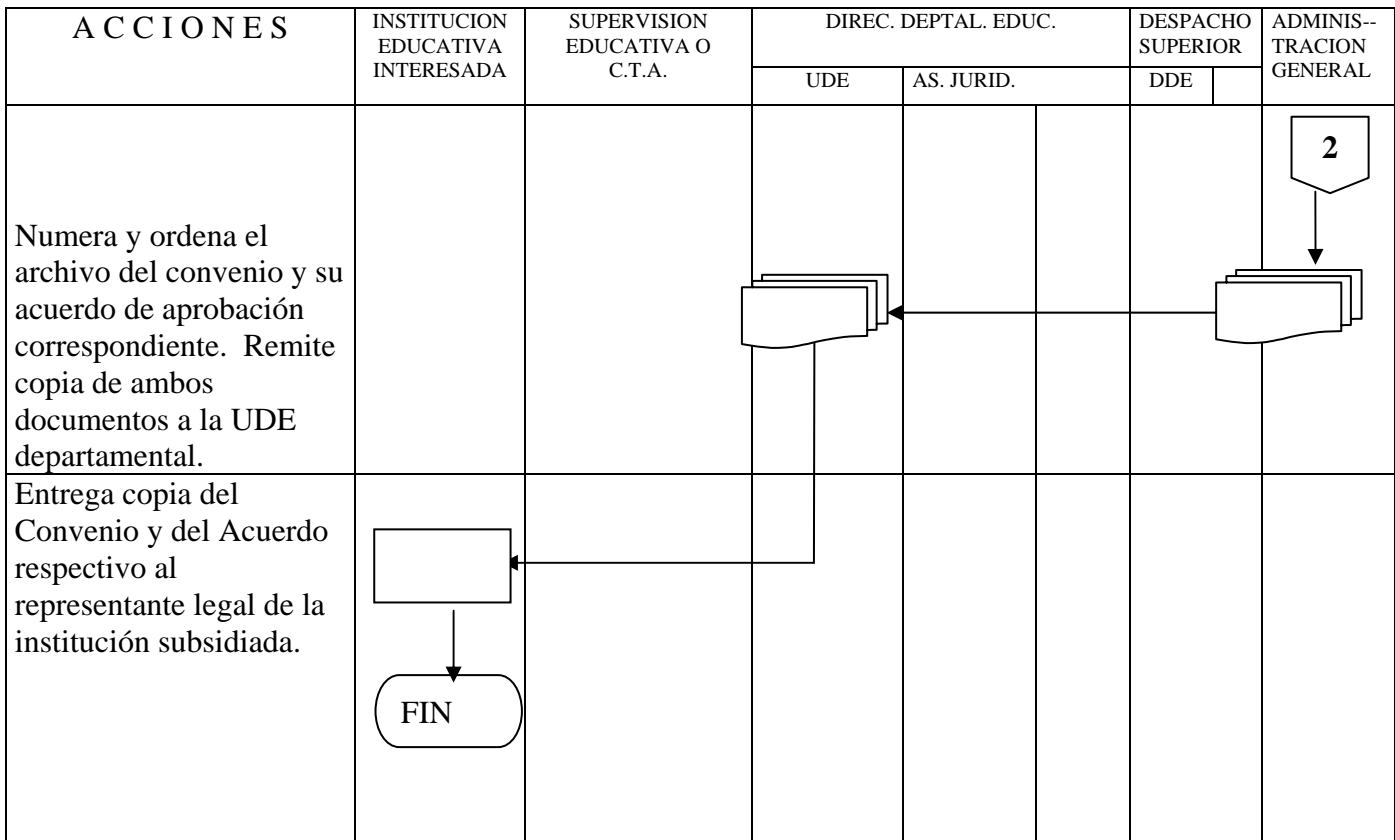 A C C I O N E S
INSTITUCION
EDUCATIVA
INTERESADA
SUPERVISION
EDUCATIVA O
C.T.A.
DIREC. DEPTAL. EDUC.
DESPACHO
SUPERIOR
ADMINIS--
TRACION
GENERAL
UDE
AS. JURID.
DDE
2
Numera y ordena el
archivo del convenio y su
acuerdo de aprobación
correspondiente.  Remite
copia de ambos
documentos a la UDE
departamental.
Entrega copia del
Convenio y del Acuerdo
respectivo al
representante legal de la
institución subsidiada.
FIN